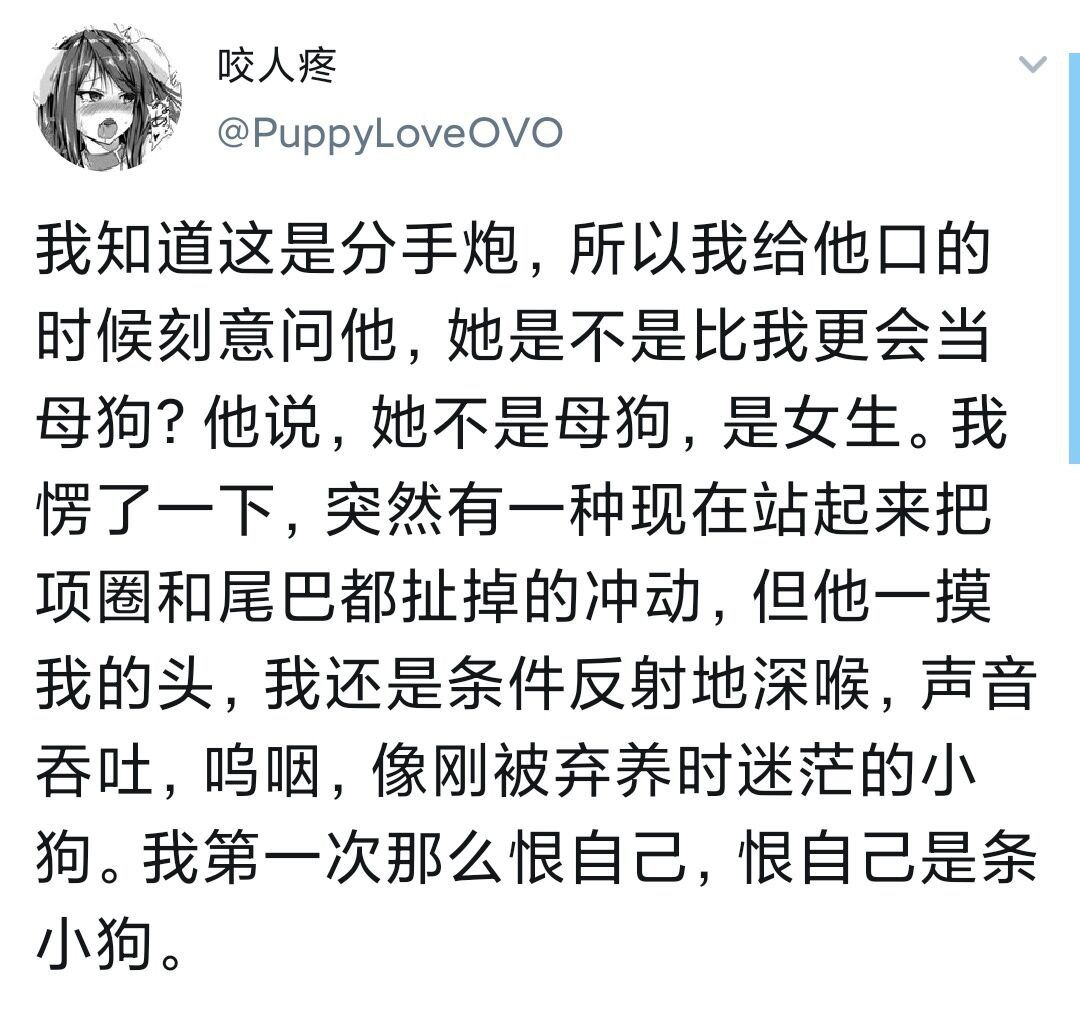 咬人疼
@PuppyLoveOVO
我知道这是分手炮，所以我给他口的
时候刻意问他，她是不是比我更会当
母狗？他说，她不是母狗，是女生。我
愣了一下，突然有一种现在站起来把
项圈和尾巴都扯掉的冲动，但他一摸
我的头，我还是条件反射地深喉，声音
吞吐，呜咽，像刚被弃养时迷茫的小
狗。我第一次那么恨自己，恨自己是条
小狗。